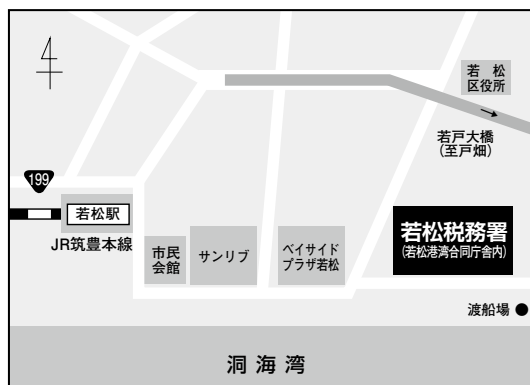 若松
区役所
若戸大橋
(至戸畑)
199
若松駅
JR筑豊本線
市民
会館
サンリブ
ベイサイド
プラザ若松
若松税務署
(若松港湾合同庁舎内)
渡船場
洞海湾